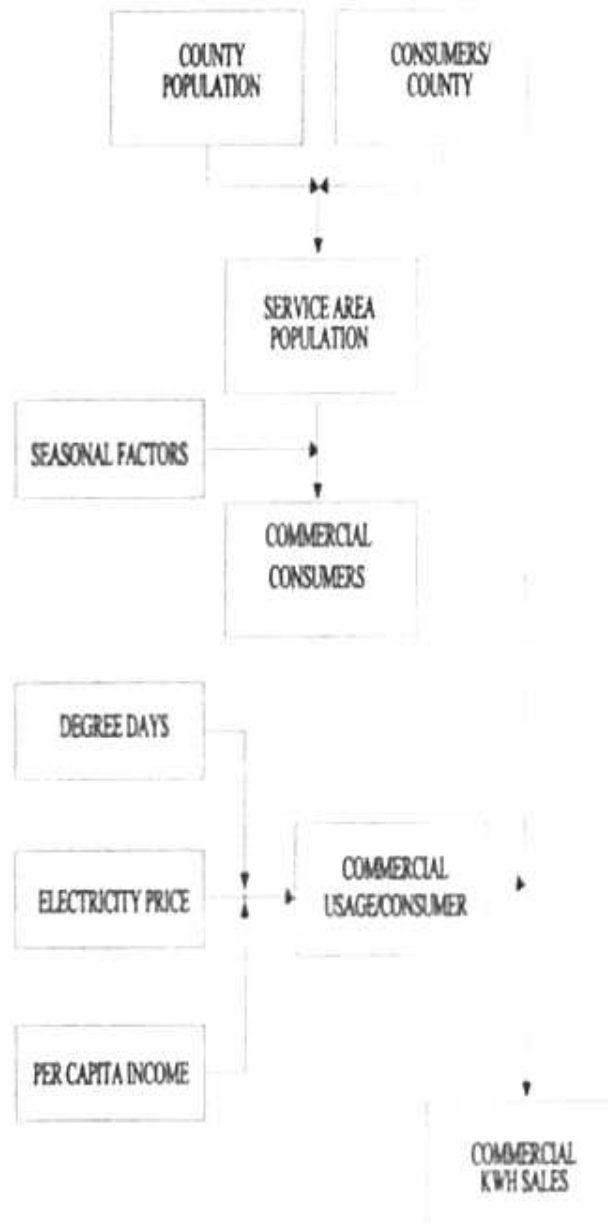 COUNTY
POPULATION
CONSUMERS/
COUNTY
SERVICE AREA
POPULATION
SEASONAL FACTORS
COMMERCIAL
CONSUMERS
DEGREE DAYS
ELECTRICITY PRICE
COMMERCIAL
USAGE/CONSUMER
PER CAPITA INCOME
COMMERCIAL
KWH SALES